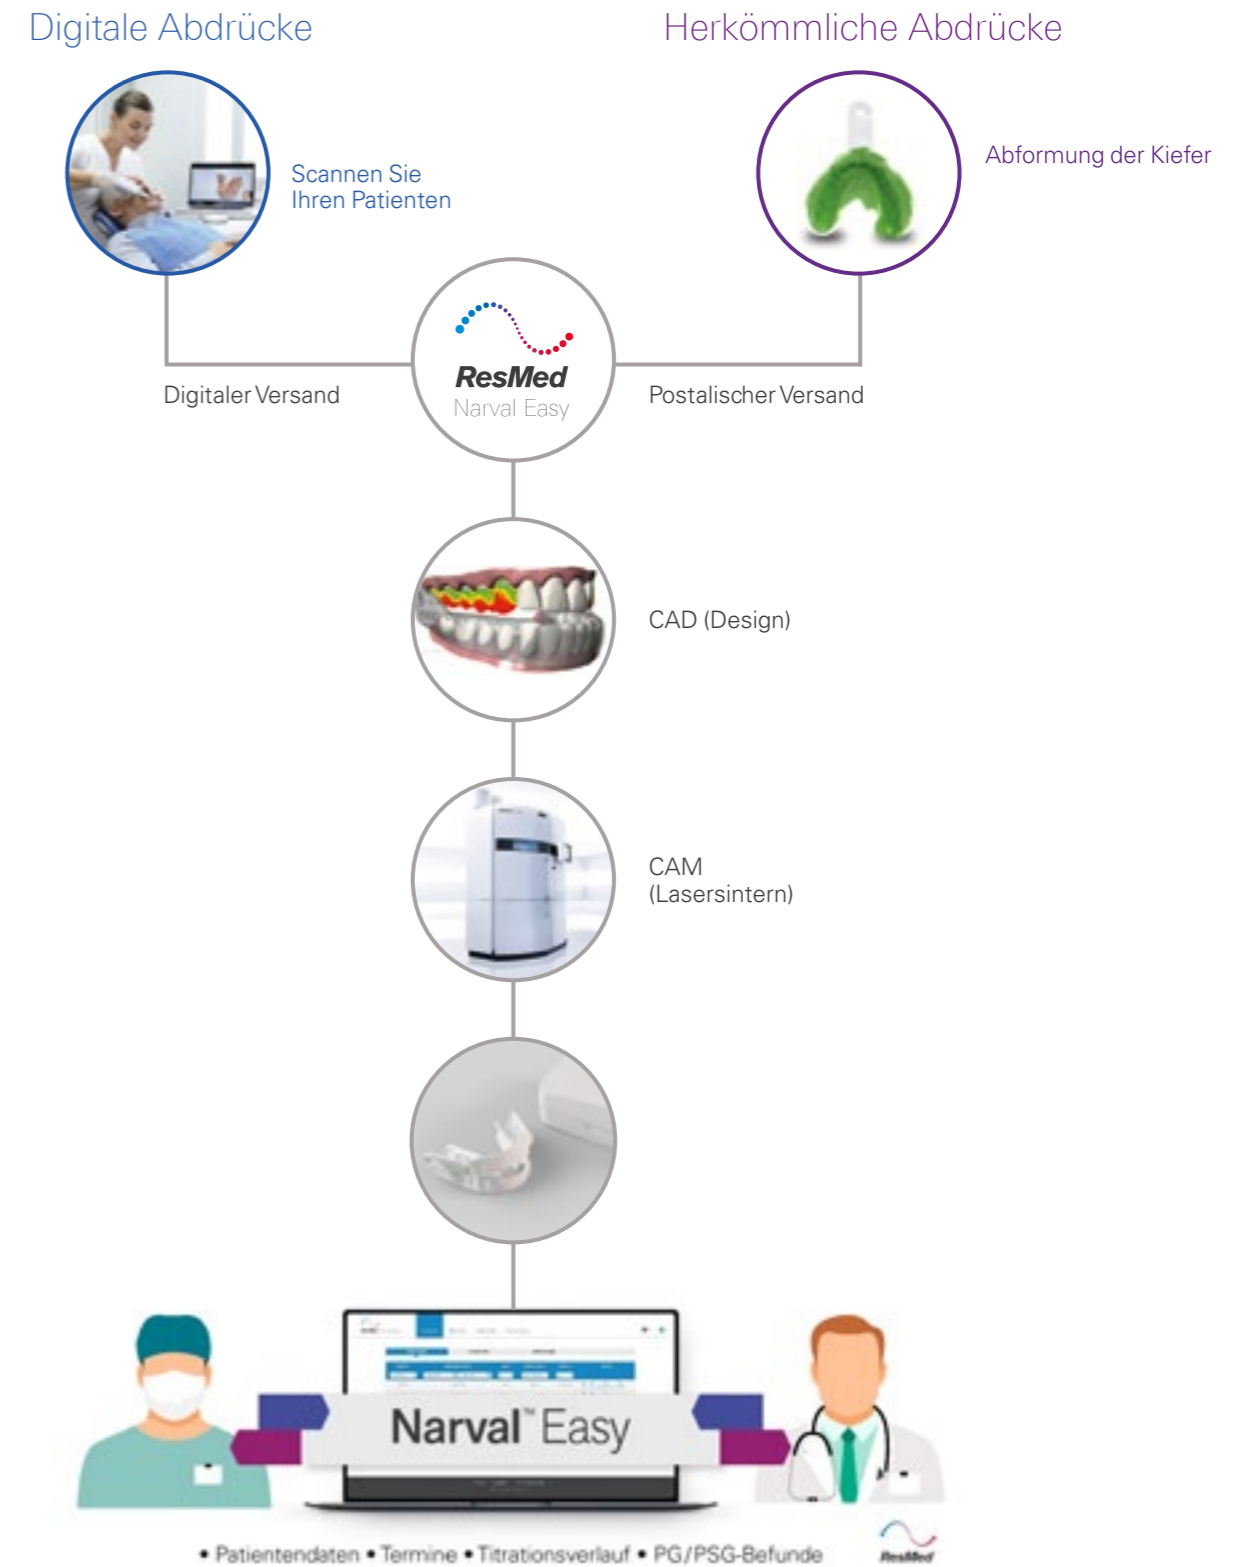 Digitale Abdrücke
Herkömmliche Abdrücke
Scannen Sie
Ihren Patienten
Abformung der Kiefer
ResMed
Narval Easy
Digitaler Versand
Postalischer Versand
CAD (Design)
CAM
(Lasersintern)
Narval™ Easy
• Patientendaten • Termine • Titrationsverlauf • PG/PSG-Befunde
ResMed